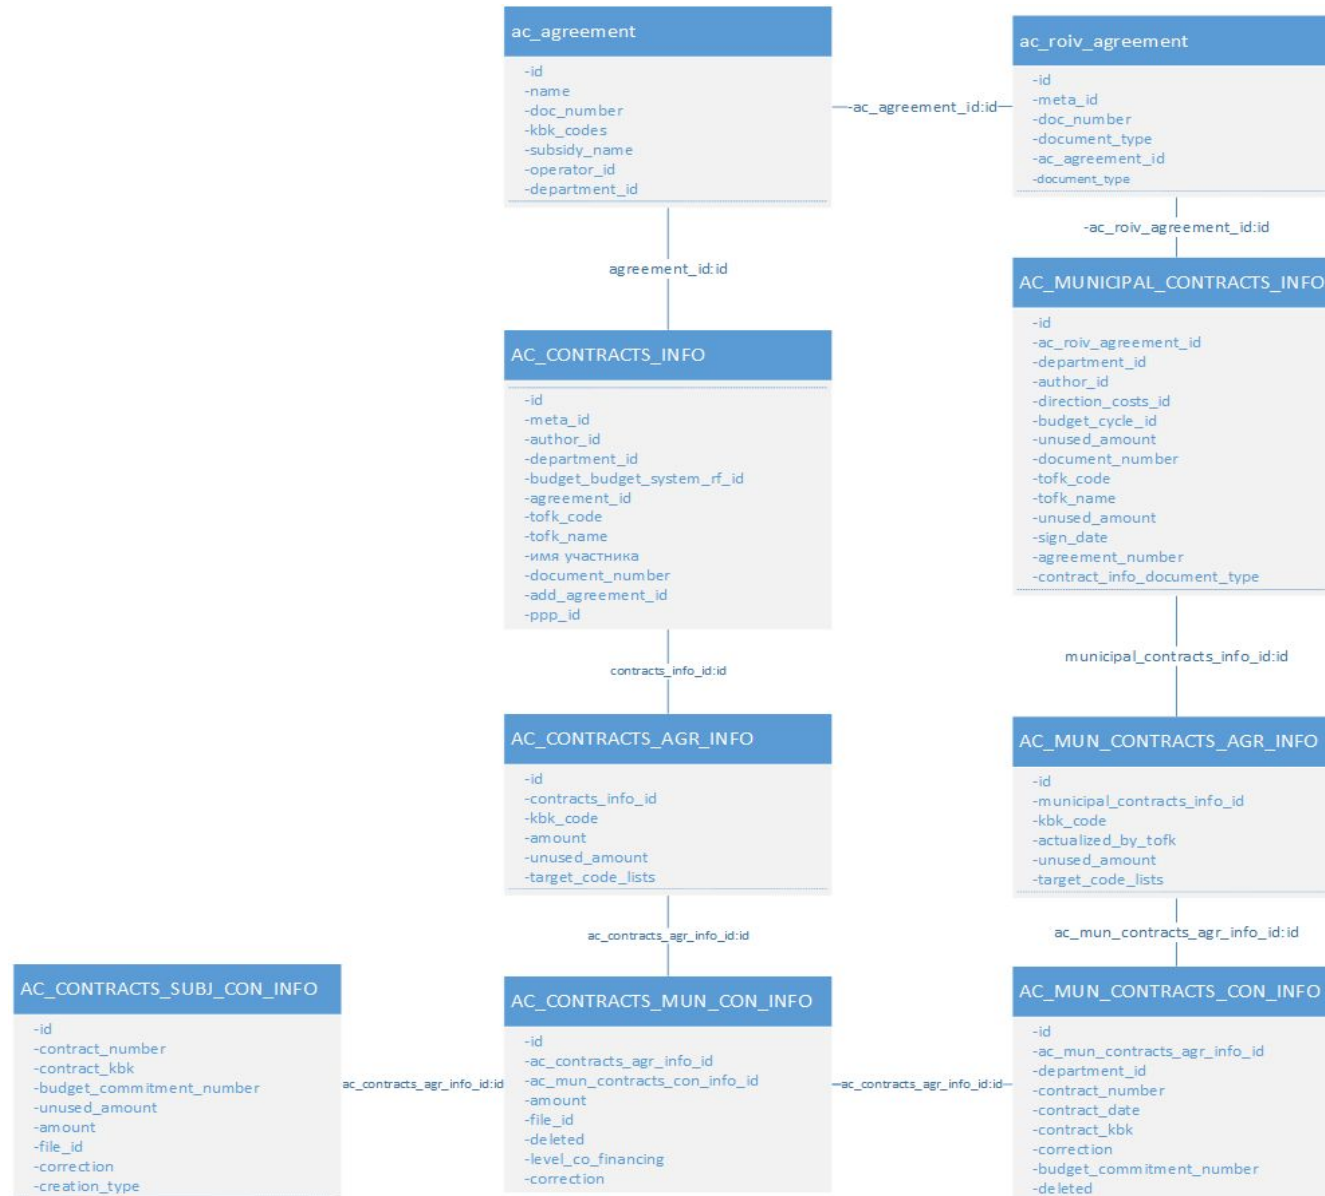 ac_agreement
-id
-name
-doc_number
-kbk_codes
-subsidy_name
-operator_id
-department_id
-ac_agreement_id:id
ac_roiv_agreement
-id
-meta_id
-doc_number
-document_type
-ac_agreement_id
-document_type
agreement_id:id
-ac_roiv_agreement_id:id
AC_CONTRACTS_INFO
-id
-meta_id
-author_id
-department_id
-budget_budget_system_rf_id
-agreement_id
-tofk_code
-tofk_name
-имя участника
-document_number
-add_agreement_id
-ppp_id
AC_MUNICIPAL_CONTRACTS_INFO
-id
-ac_roiv_agreement_id
-department_id
-author_id
-direction_costs_id
-budget_cycle_id
-unused_amount
-document_number
-tofk_code
-tofk_name
-unused_amount
-sign_date
-agreement_number
-contract_info_document_type
contracts_info_id:id
municipal_contracts_info_id:id
AC_CONTRACTS_AGR_INFO
-id
-contracts_info_id
-kbk_code
-amount
-unused_amount
-target_code_lists
AC_MUN_CONTRACTS_AGR_INFO
-id
-municipal_contracts_info_id
-kbk_code
-actualized_by_tofk
-unused_amount
-target_code_lists
ac_contracts_agr_info_id:id
ac_mun_contracts_agr_info_id:id
AC_CONTRACTS_SUBJ_CON_INFO
-id
-contract_number
-contract_kbk
-budget_commitment_number
-unused_amount
-amount
-file_id
-correction
-creation_type
ac_contracts_agr_info_id:id
AC_CONTRACTS_MUN_CON_INFO
-id
-ac_contracts_agr_info_id
-ac_mun_contracts_con_info_id
-amount
-file_id
-deleted
-level_co_financing
-correction
-ac_contracts_agr_info_id:id
AC_MUN_CONTRACTS_CON_INFO
-id
-ac_mun_contracts_agr_info_id
-department_id
-contract_number
-contract_date
-contract_kbk
-correction
-budget_commitment_number
-deleted